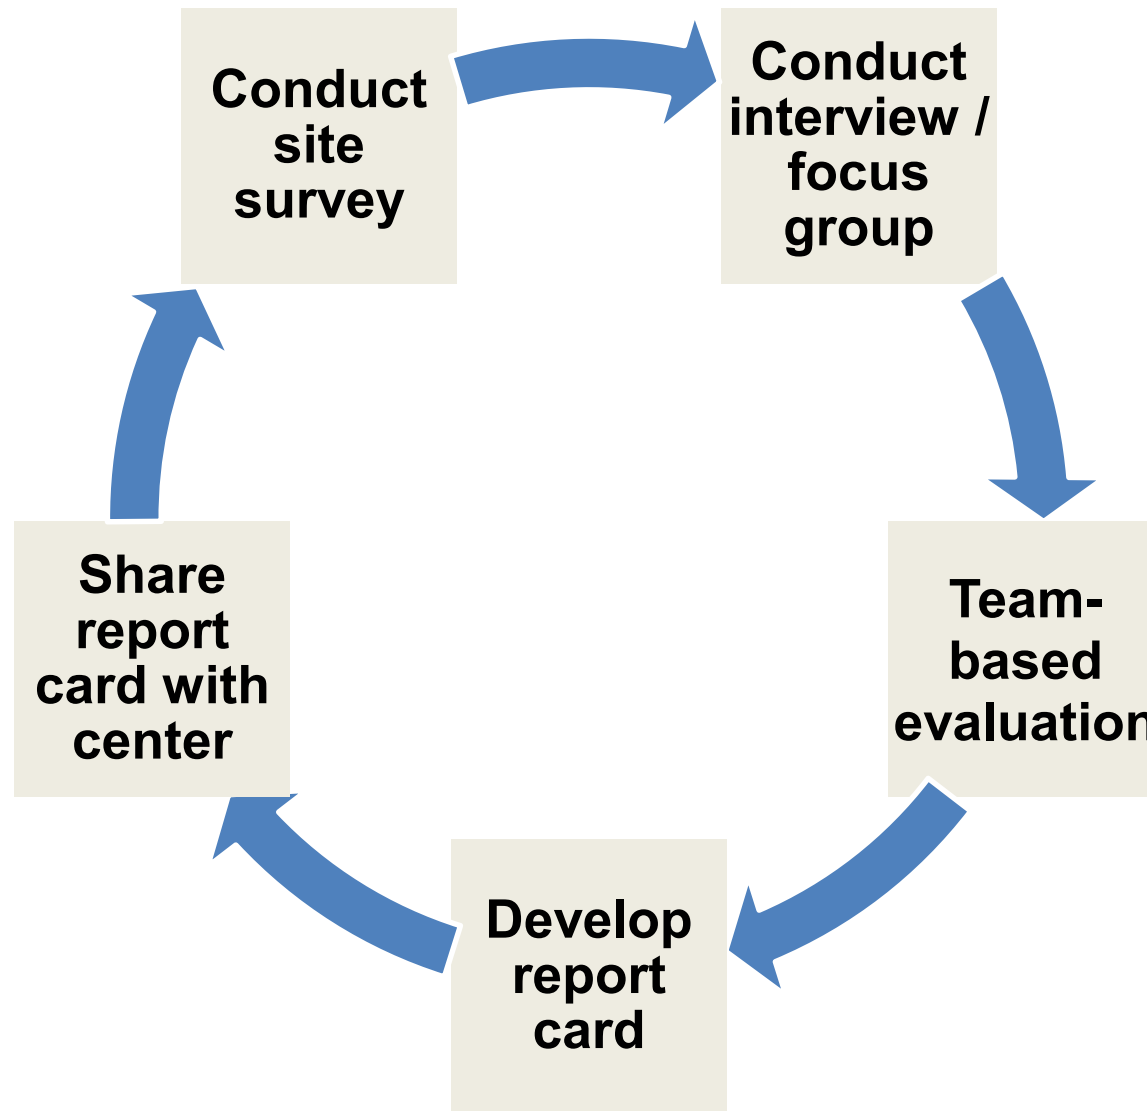 Conduct
site
survey
Conduct
interview /
focus
group
Team-
based
evaluation
Develop
report
card
Share
report
card with
center